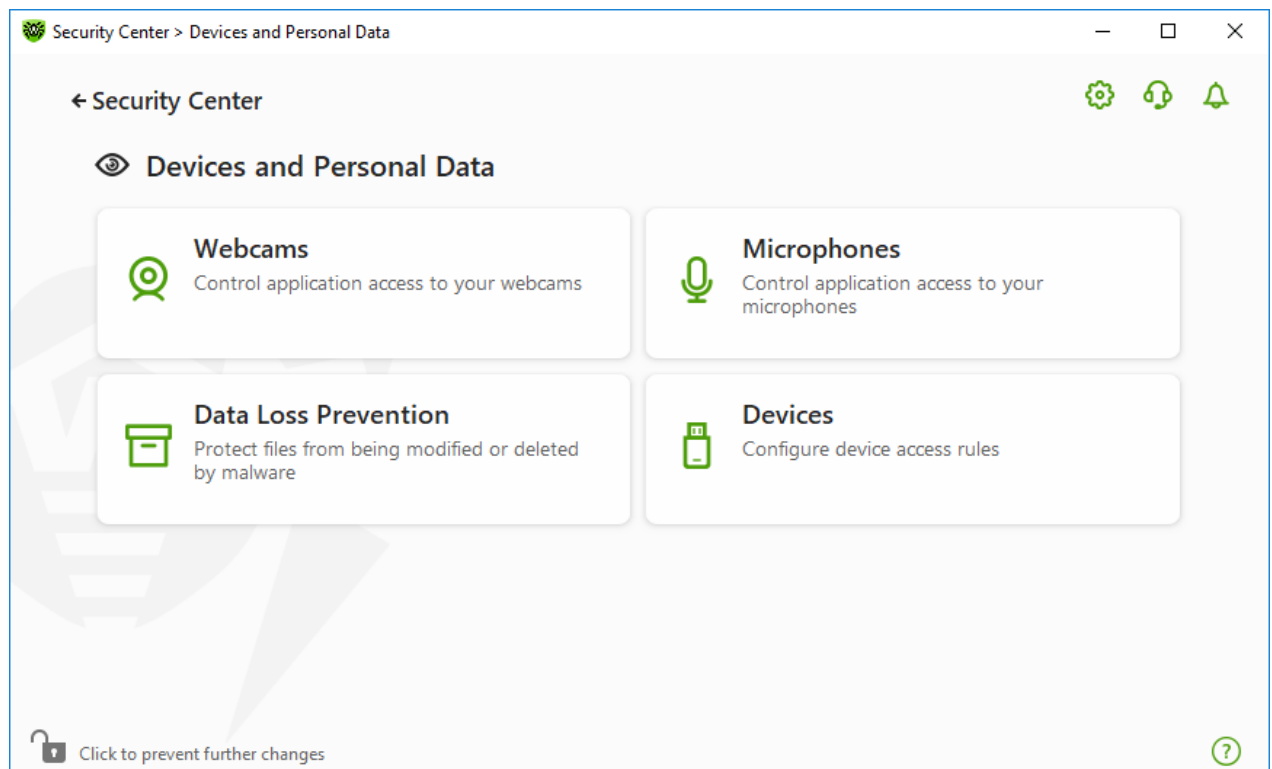 Security Center > Devices and Personal Data
Security Center
Devices and Personal Data
Webcams
Control application access to your webcams
Microphones
Control application access to your
microphones
Data Loss Prevention
Protect files from being modified or deleted
by malware
Devices
Configure device access rules
Click to prevent further changes
?